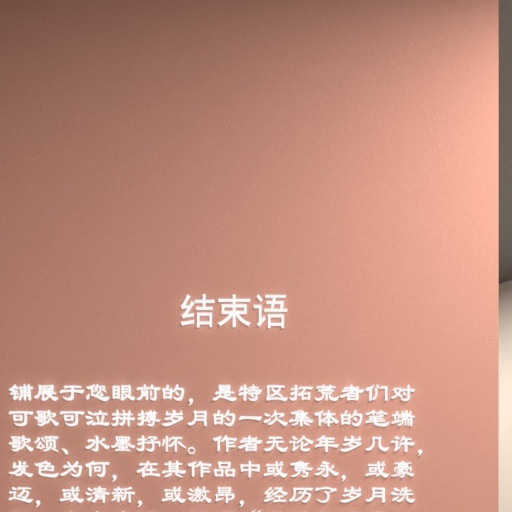 结束语
铺展于您眼前的，是特区拓荒者们对
可歌可泣拼搏岁月的一次集体的笔端
歌颂、水墨抒怀。作者无论年岁几许，
发色为何，在其作品中或隽永，或豪
迈，或清新，或激昂，经历了岁月洗